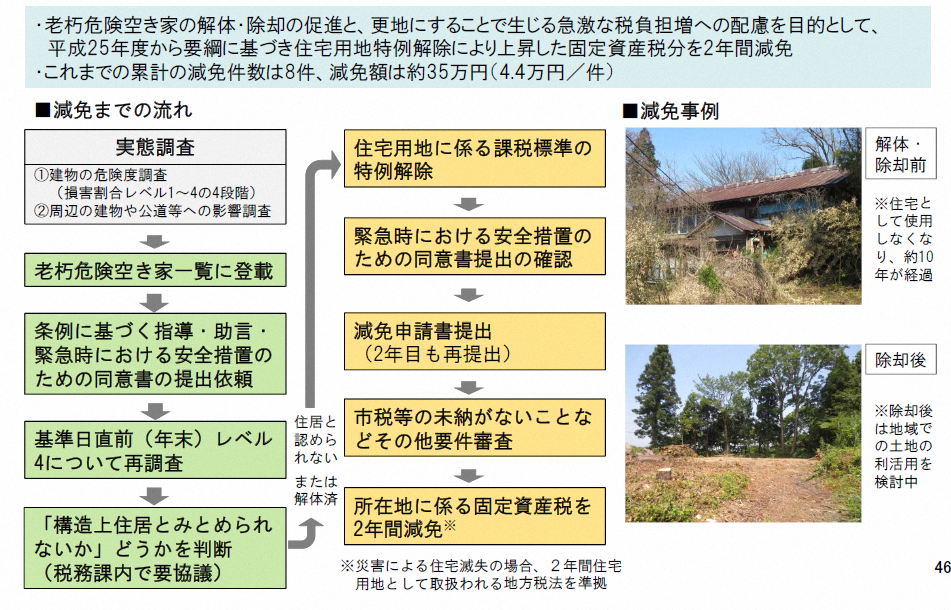 ・老朽危険空き家の解体・除却の促進と、更地にすることで生じる急激な税負担増への配慮を目的として、
平成25年度から要綱に基づき住宅用地特例解除により上昇した固定資産税分を2年間減免
・これまでの累計の減免件数は8件、減免額は約35万円(4.4万円／件)
■減免までの流れ
実態調査
①建物の危険度調査
(損害割合レベル1～4の4段階)
②周辺の建物や公道等への影響調査
老朽危険空き家一覧に登載
条例に基づく指導・助言・
緊急時における安全措置の
ための同意書の提出依頼
基準日直前（年末）レベル
4について再調査
「構造上住居とみとめられ
ないか」どうかを判断
（税務課内で要協議）
住居と
認めら
れない
または
解体済
住宅用地に係る課税標準の
特例解除
緊急時における安全措置の
ための同意書提出の確認
減免申請書提出
（2年目も再提出）
市税等の未納がないことな
どその他要件審査
所在地に係る固定資産税を
2年間減免※
※災害による住宅滅失の場合、２年間住宅
用地として取扱われる地方税法を準拠
■減免事例
解体・
除却前
※住宅と
して使用
しなくな
り、約10
年が経過
除却後
※除却後
は地域で
の土地の
利活用を
検討中
46